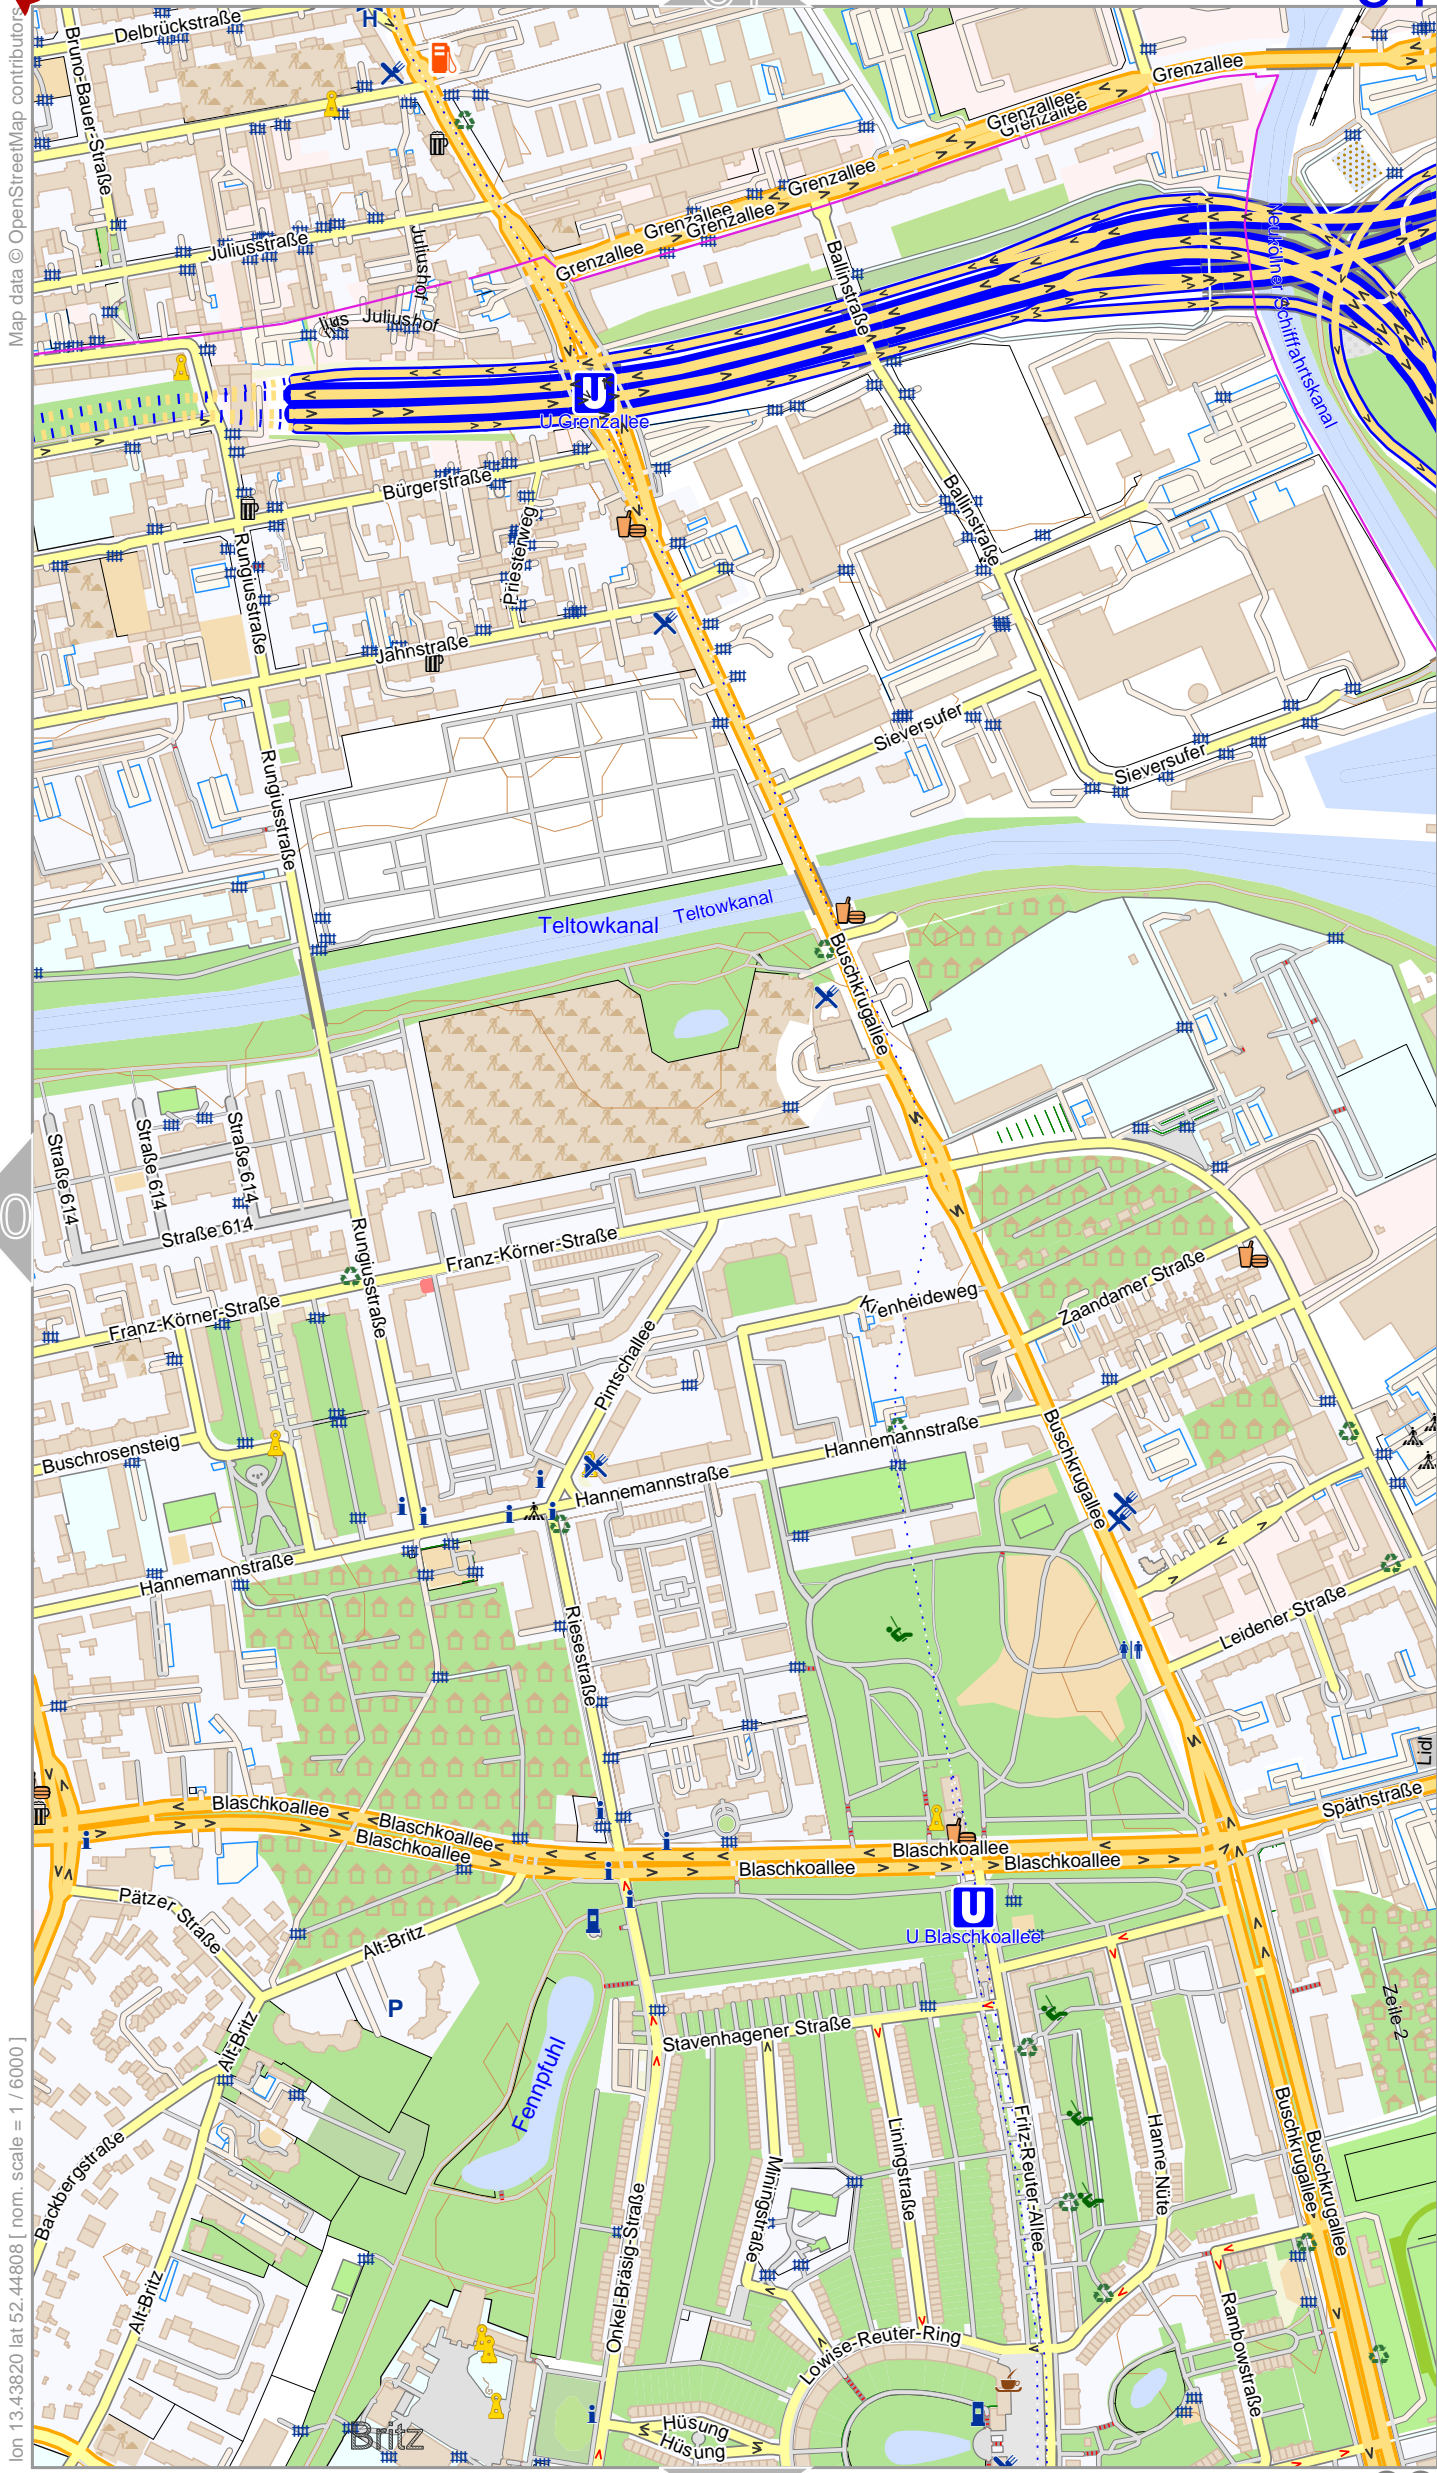 Map data © OpenStreetMap contributors
Delbrückstraße
H
Bruno-Bauer-Straße
Grenzallee
Grenzallee
Grenzallee
Grenzallee
Grenzallee
Grenzallee
Grenzallee
Juliusstraße
Juliushof
Juliushof
Ballinstraße
Neuköllner Schifffahrtskanal
U
U Grenzallee
Bürgerstraße
Priesterweg
Ballinstraße
Rungiusstraße
Jahnstraße
Sieversufer
Sieversufer
Rungiusstraße
Teltowkanal
Teltowkanal
Buschkrugallee
Straße 614
Straße 614
Straße 614
Straße 614
0
Rungiusstraße
Franz-Körner-Straße
Franz-Körner-Straße
Kienheideweg
Zaandamer Straße
Pintschallee
Buschrosensteig
Hannemannstraße
Hannemannstraße
Hannemannstraße
Buschkrugallee
Leidener Straße
Riesestraße
Lidl
Späthstraße
Blaschkoallee
Blaschkoallee
Blaschkoallee
Blaschkoallee
Blaschkoallee
Blaschkoallee
U
U Blaschkoallee
Pätzer Straße
Alt-Britz
P
Alt-Britz
Fennpfuhl
Stavenhagener Straße
Zeile 2
Backbergstraße
Alt-Britz
Onkel-Bräsig-Straße
Miningstraße
Liningstraße
Fritz-Reuter-Allee
Hanne Nüte
Buschkrugallee
Buschkrugallee
Rambowstraße
Lowise-Reuter-Ring
Hüsung
Hüsung
Britz
lon 13.43820 lat 52.44808 [ nom. scale = 1 / 6000 ]